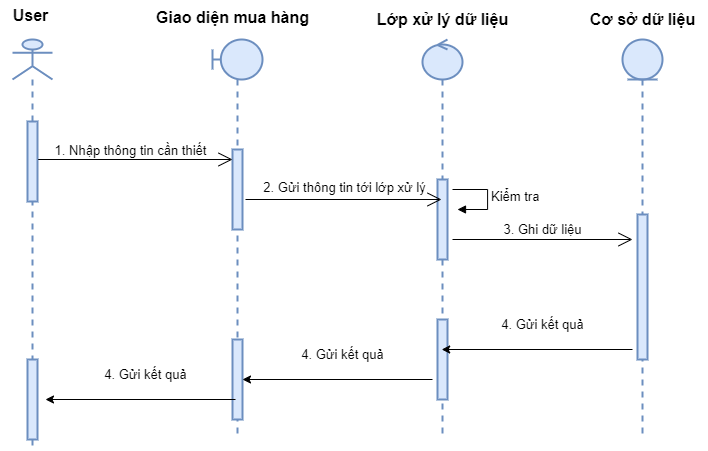 User
Giao diện mua hàng
Lớp xử lý dữ liệu
Cơ sở dữ liệu
1. Nhập thông tin cần thiết
2. Gửi thông tin tới lớp xử lý
Kiểm tra
3. Ghi dữ liệu
4. Gửi kết quả
4. Gửi kết quả
4. Gửi kết quả